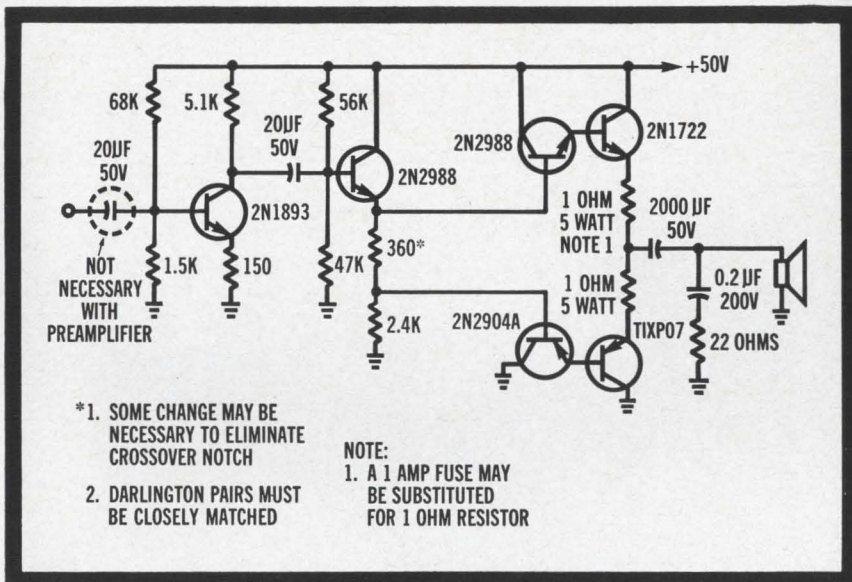 +50V
68K
5.1K
56K
20μF
50V
20μF
50V
2N2988
2N1722
2N2988
2N1893
1 OHM
5 WATT
NOTE 1
2000 μF
50V
NOT
NECESSARY
WITH
PREAMPLIFIER
1.5K
150
47K
360*
2.4K
1 OHM
5 WATT
0.2 μF
200V
2N2904A
TIXP07
22 OHMS
*1. SOME CHANGE MAY BE
NECESSARY TO ELIMINATE
CROSSOVER NOTCH
2. DARLINGTON PAIRS MUST
BE CLOSELY MATCHED
NOTE:
1. A 1 AMP FUSE MAY
BE SUBSTITUTED
FOR 1 OHM RESISTOR